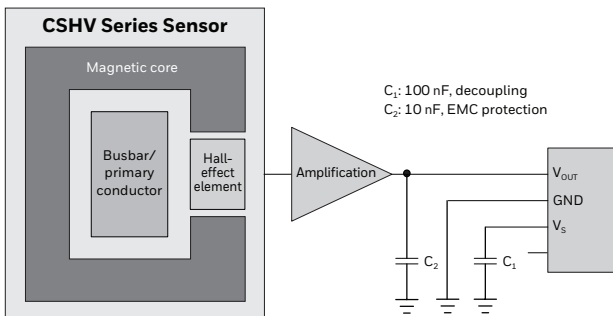 CSHV Series Sensor
Magnetic core
Busbar/
primary
conductor
Hall-
effect
element
Amplification
C₁: 100 nF, decoupling
C₂: 10 nF, EMC protection
V_OUT
GND
V_S
C₂
C₁